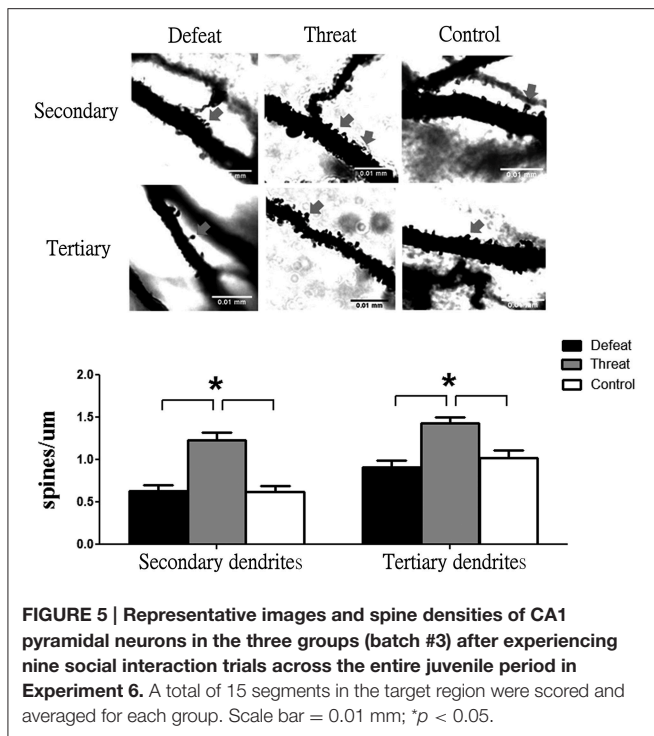 Defeat Threat Control
Secondary
0.01 mm 0.01 mm
Tertiary
0.01 mm 0.01 mm 0.01 mm
Defeat
Threat
Control
2.0
1.5
1.0
0.5
0.0
spines/um
* *
Secondary dendrites Tertiary dendrites
FIGURE 5 | Representative images and spine densities of CA1
pyramidal neurons in the three groups (batch #3) after experiencing
nine social interaction trials across the entire juvenile period in
Experiment 6. A total of 15 segments in the target region were scored and
averaged for each group. Scale bar = 0.01 mm; *p < 0.05.